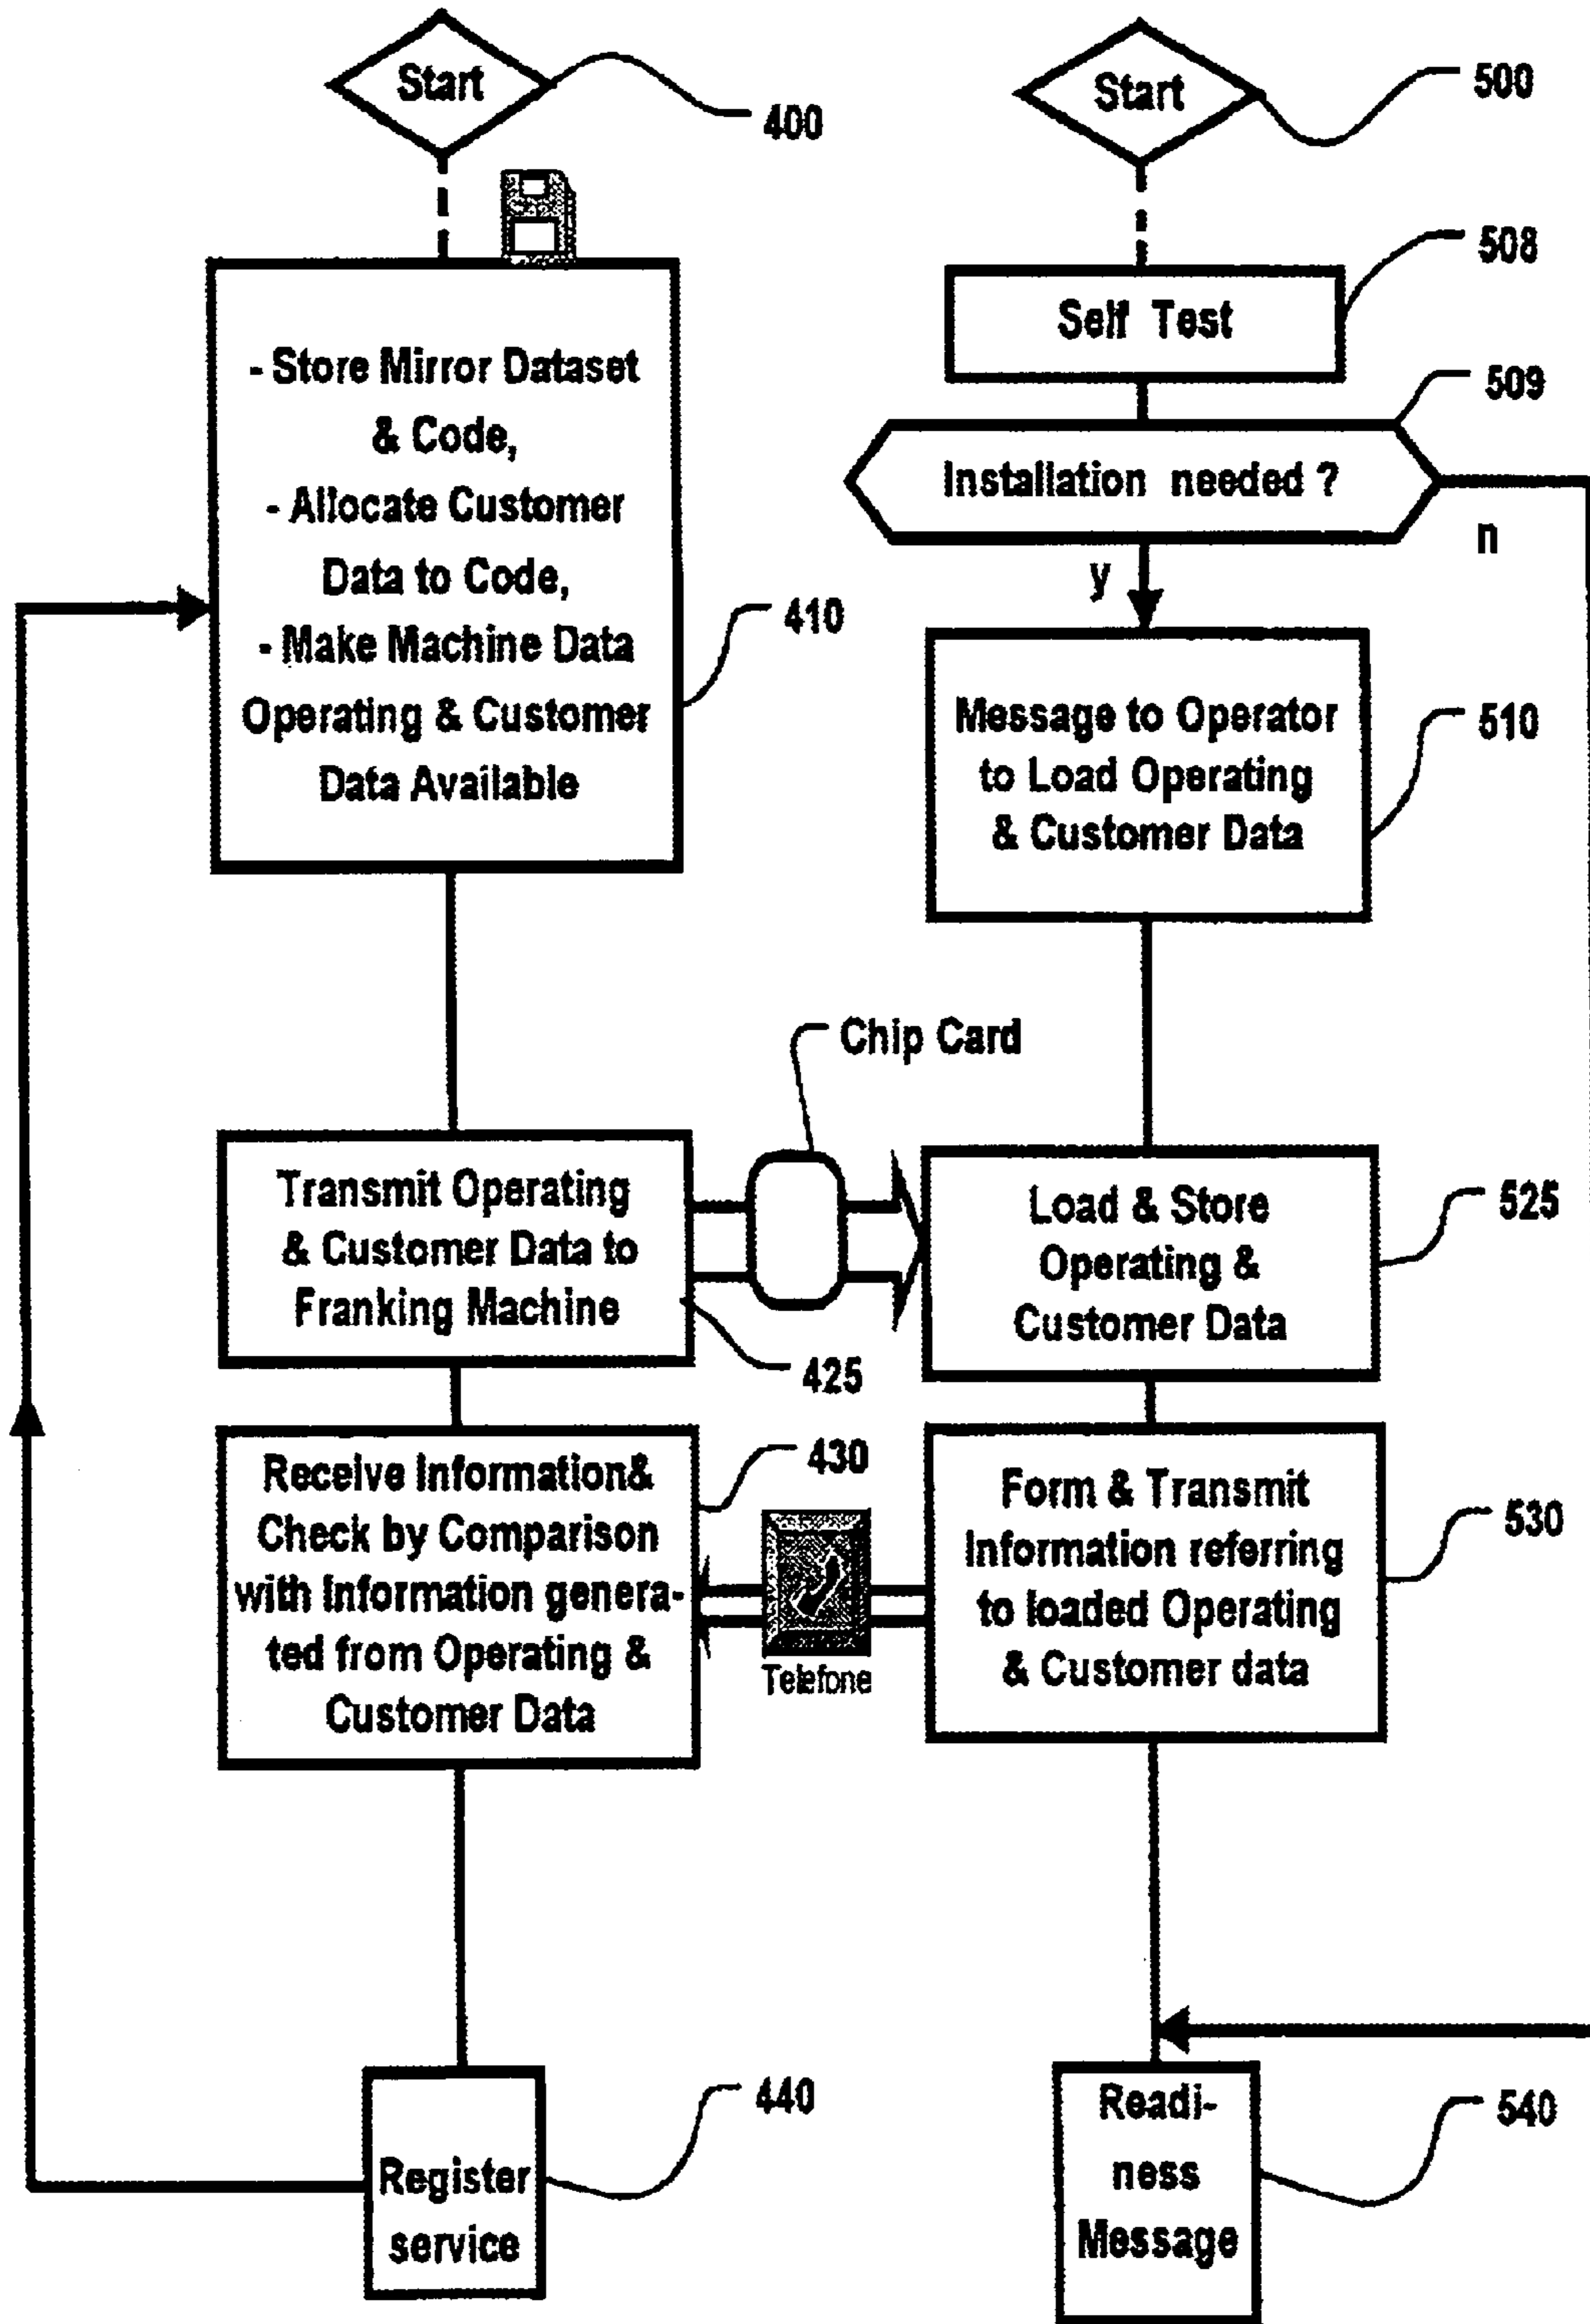 Start
400
- Store Mirror Dataset
& Code,
- Allocate Customer
Data to Code,
- Make Machine Data
Operating & Customer
Data Available
410
Transmit Operating
& Customer Data to
Franking Machine
425
Chip Card
Receive Information&
Check by Comparison
with Information genera-
ted from Operating &
Customer Data
430
Telefone
Register
service
440
Start
500
Self Test
508
Installation needed ?
509
n
y
Message to Operator
to Load Operating
& Customer Data
510
Load & Store
Operating &
Customer Data
525
Form & Transmit
Information referring
to loaded Operating
& Customer data
530
Readi-
ness
Message
540